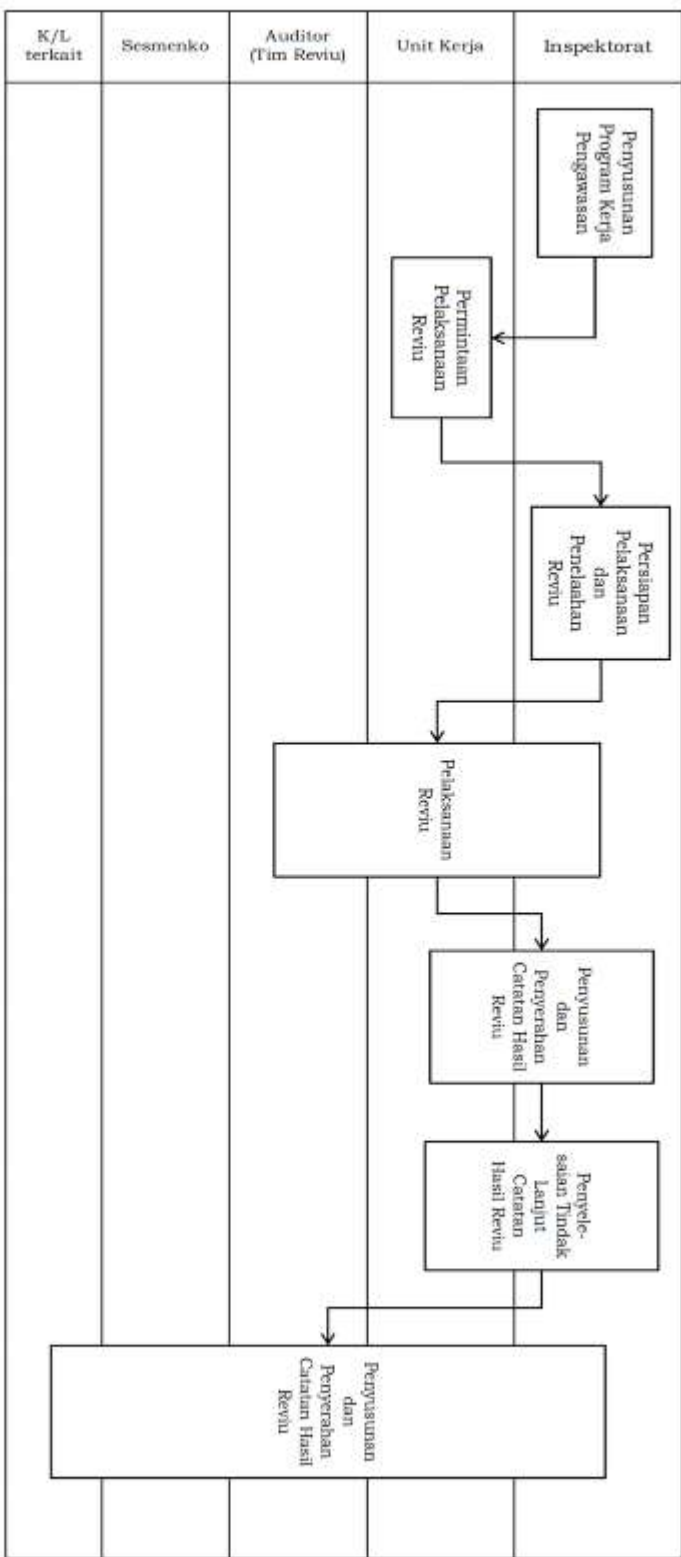 K/L
terkait
Sesmenko
Auditor
(Tim Reviu)
Unit Kerja
Inspektorat
Penyusunan
Program Kerja
Pengawasan
Permintaan
Pelaksanaan
Reviu
Persiapan
Pelaksanaan
dan
Penelaahan
Reviu
Pelaksanaan
Reviu
Penyusunan
dan
Penyerahan
Catatan Hasil
Reviu
Penyele-
saian Tindak
Lanjut
Catatan
Hasil Reviu
Penyusunan
dan
Penyerahan
Catatan Hasil
Reviu